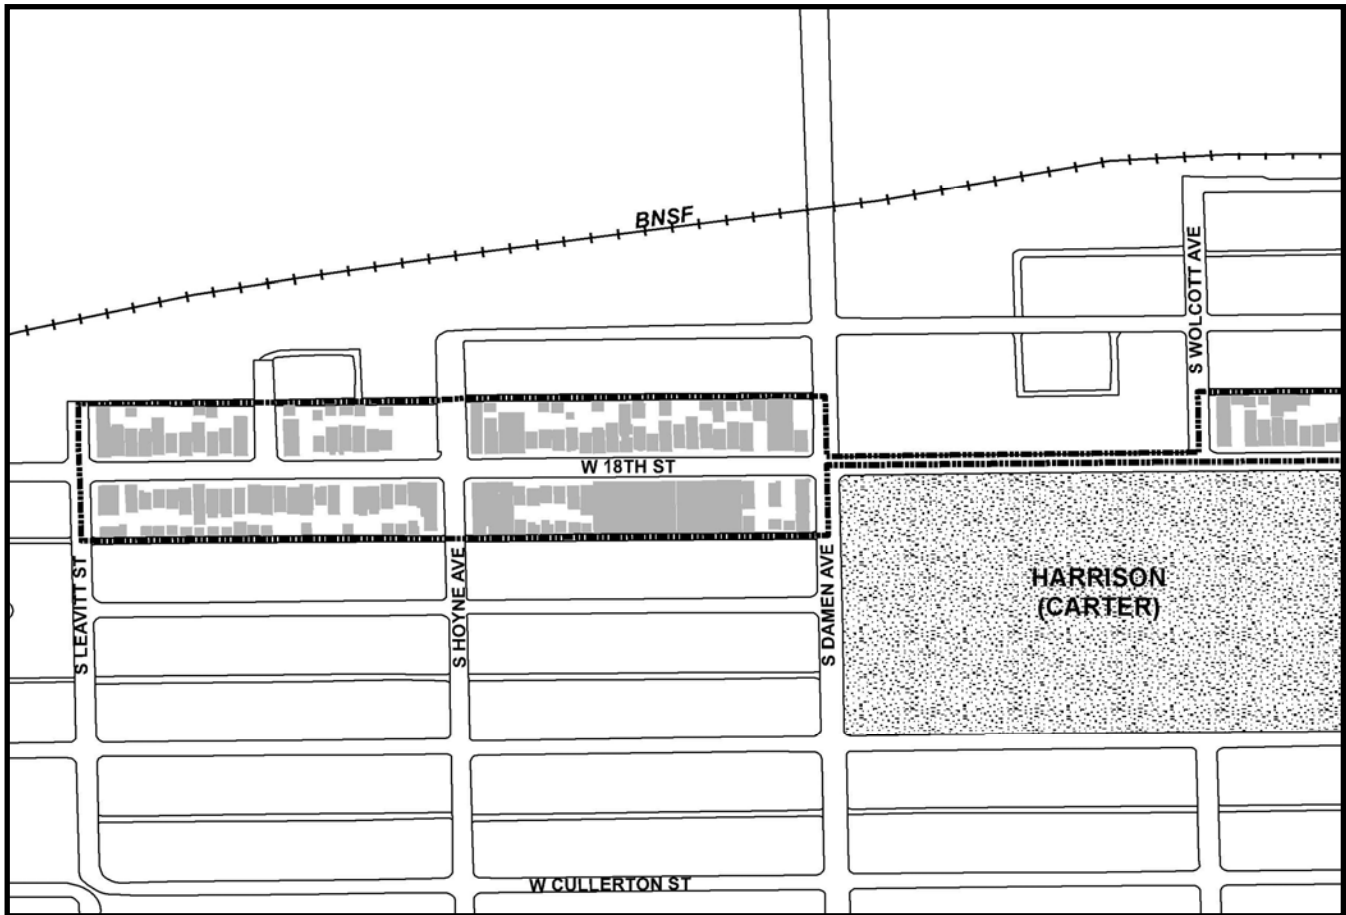 BNSF
S WOLCOTT AVE
W 18TH ST
HARRISON
(CARTER)
S LEAVITT ST
S HOYNE AVE
S DAMEN AVE
W CULLERTON ST